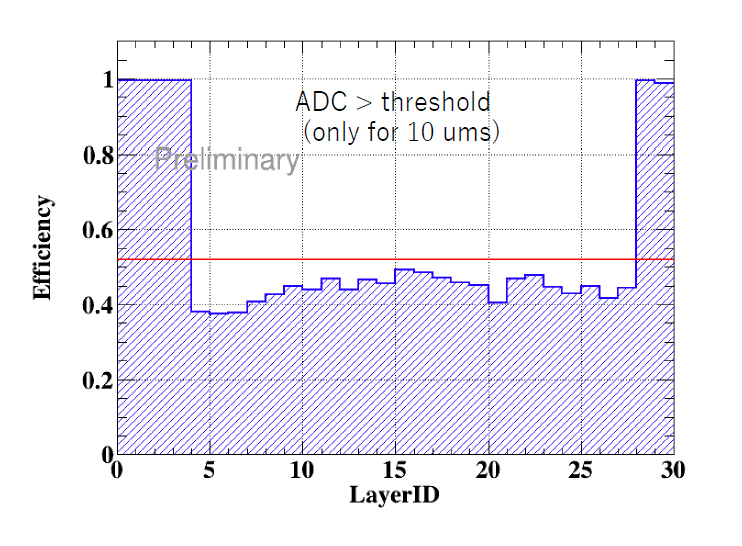 ADC > threshold
(only for 10 ums)
Preliminary
Efficiency
1
0.8
0.6
0.4
0.2
0
0 5 10 15 20 25 30
LayerID